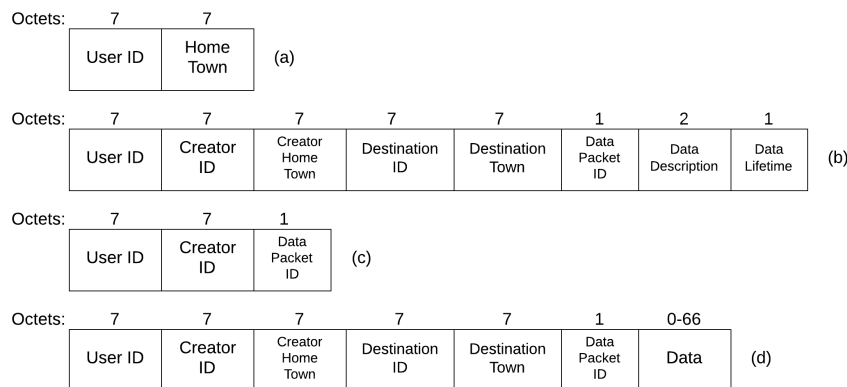 Octets: 7 7
User ID Home Town (a)
Octets: 7 7 7 7 7 1 2 1
User ID Creator ID Creator Home Town Destination ID Destination Town Data Packet ID Data Description Data Lifetime (b)
Octets: 7 7 1
User ID Creator ID Data Packet ID (c)
Octets: 7 7 7 7 7 1 0-66
User ID Creator ID Creator Home Town Destination ID Destination Town Data Packet ID Data (d)